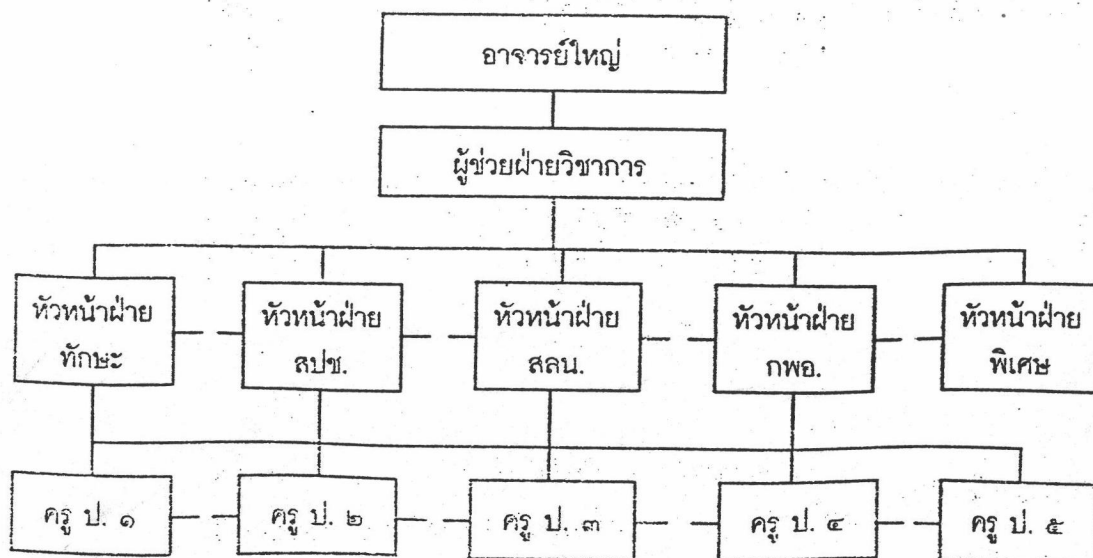 อาจารย์ใหญ่
ผู้ช่วยฝ่ายวิชาการ
หัวหน้าฝ่าย
ทักษะ
หัวหน้าฝ่าย
สปช.
หัวหน้าฝ่าย
สลน.
หัวหน้าฝ่าย
กพอ.
หัวหน้าฝ่าย
พิเศษ
ครู ป. ๑
ครู ป. ๒
ครู ป. ๓
ครู ป. ๔
ครู ป. ๕